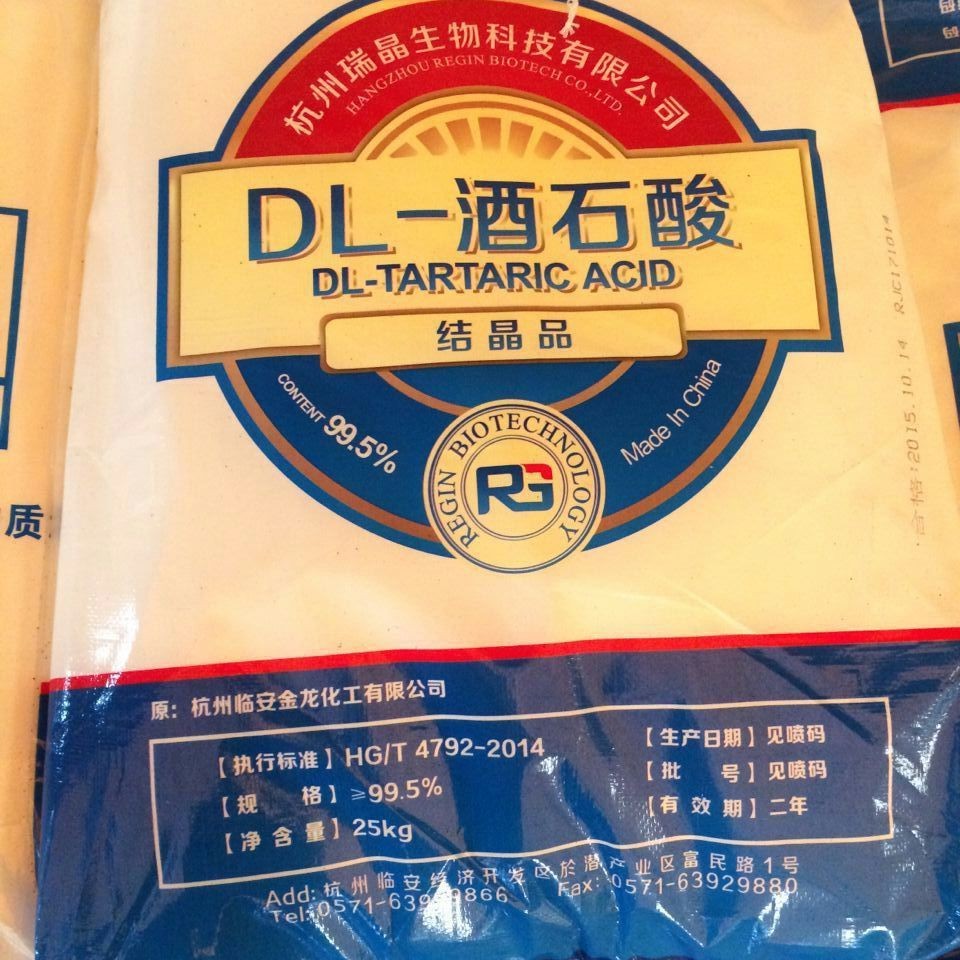 杭州瑞晶生物科技有限公司
HANGZHOU REGIN BIOTECH CO.,LTD.
DL-酒石酸
DL-TARTARIC ACID
结晶品
CONTENT 99.5%
Made In China
REGIN BIOTECHNOLOGY
RG
合格:2015.10.14 RJC171014
质
原：杭州临安金龙化工有限公司
【执行标准】HG/T 4792-2014
【规 格】≥99.5%
【净含量】25kg
【生产日期】见喷码
【批 号】见喷码
【有效期】二年
Add: 杭州临安经济开发区於潜产业区富民路1号
Tel: Fax: 0571-63929880